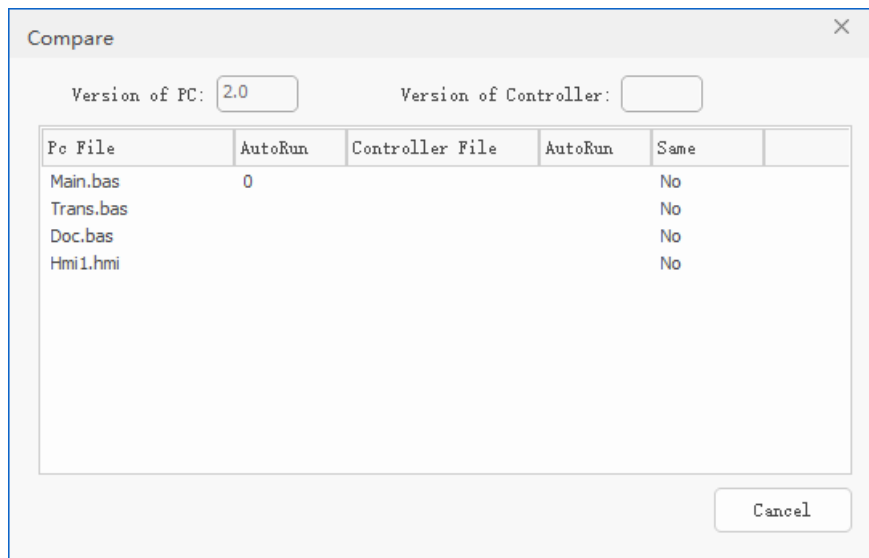 Compare
Version of PC: 2.0 Version of Controller:
Pc File AutoRun Controller File AutoRun Same
Main.bas 0 No
Trans.bas No
Doc.bas No
Hmi1.hmi No
Cancel